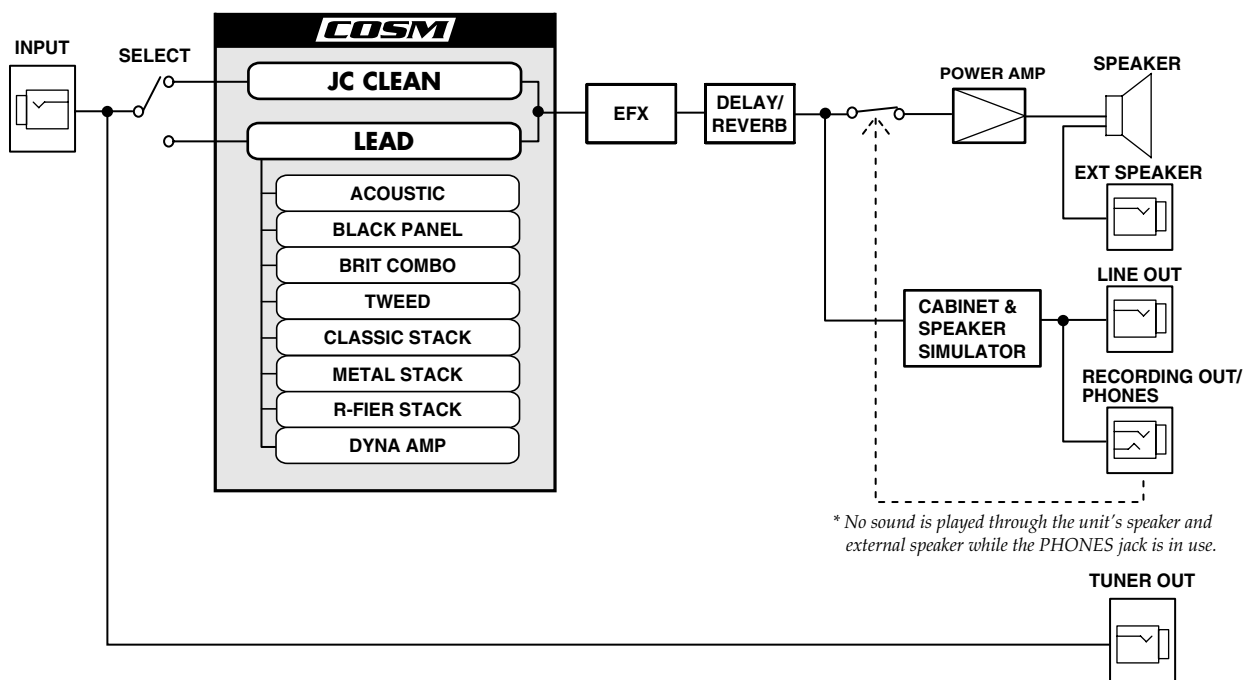 COSM
INPUT
SELECT
JC CLEAN
LEAD
ACOUSTIC
BLACK PANEL
BRIT COMBO
TWEED
CLASSIC STACK
METAL STACK
R-FIER STACK
DYNA AMP
EFX
DELAY/
REVERB
POWER AMP
SPEAKER
EXT SPEAKER
LINE OUT
CABINET &
SPEAKER
SIMULATOR
RECORDING OUT/
PHONES
* No sound is played through the unit's speaker and
external speaker while the PHONES jack is in use.
TUNER OUT